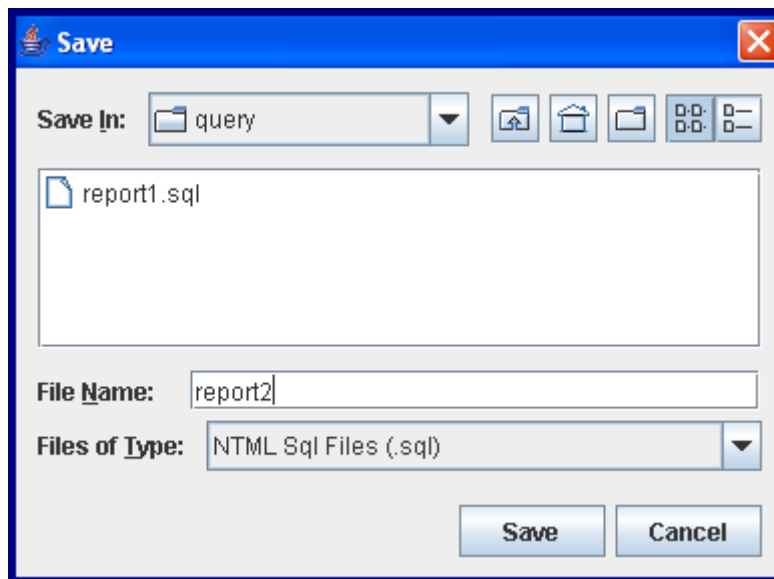 Save
Save In: query
report1.sql
File Name: report2
Files of Type: NTML Sql Files (.sql)
Save Cancel